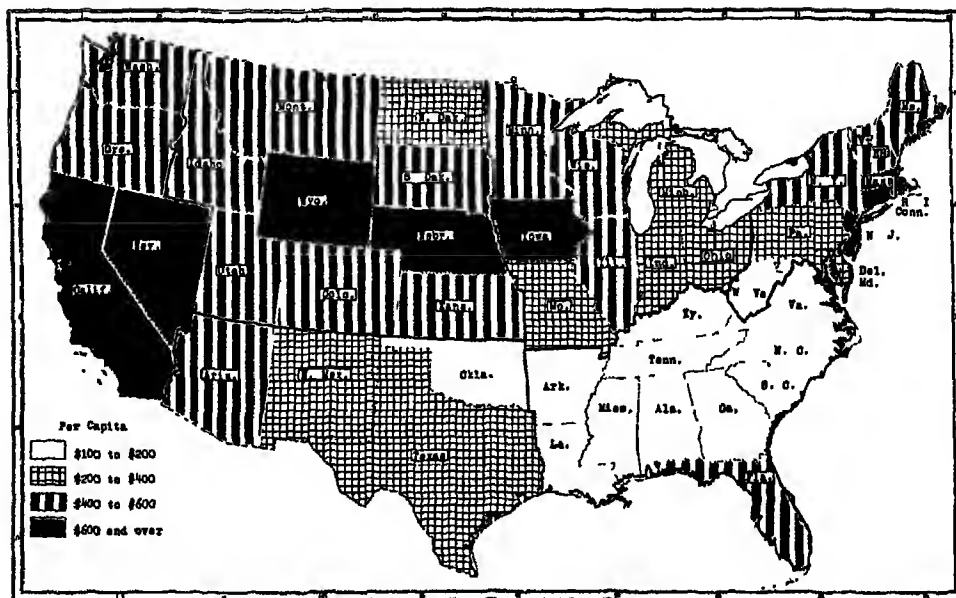 Wash.
Mont.
N. Dak.
Minn.
Me.
Ore.
Idaho
S. Dak.
Wis.
Mich.
Wyo.
Mass
R I
Conn.
Nev.
Nebr.
Iowa
N J.
Utah
Ill.
Ind.
Ohio
Pa.
Calif.
Colo.
Kans.
Mo.
W Va
Va.
Del.
Md.
Ky.
Ariz.
N. Mex.
Okla.
Ark.
Tenn.
N. C.
S. C.
Miss.
Ala.
Ga.
La.
Texas
Fla.
Per Capita
$100 to $200
$200 to $400
$400 to $600
$600 and over